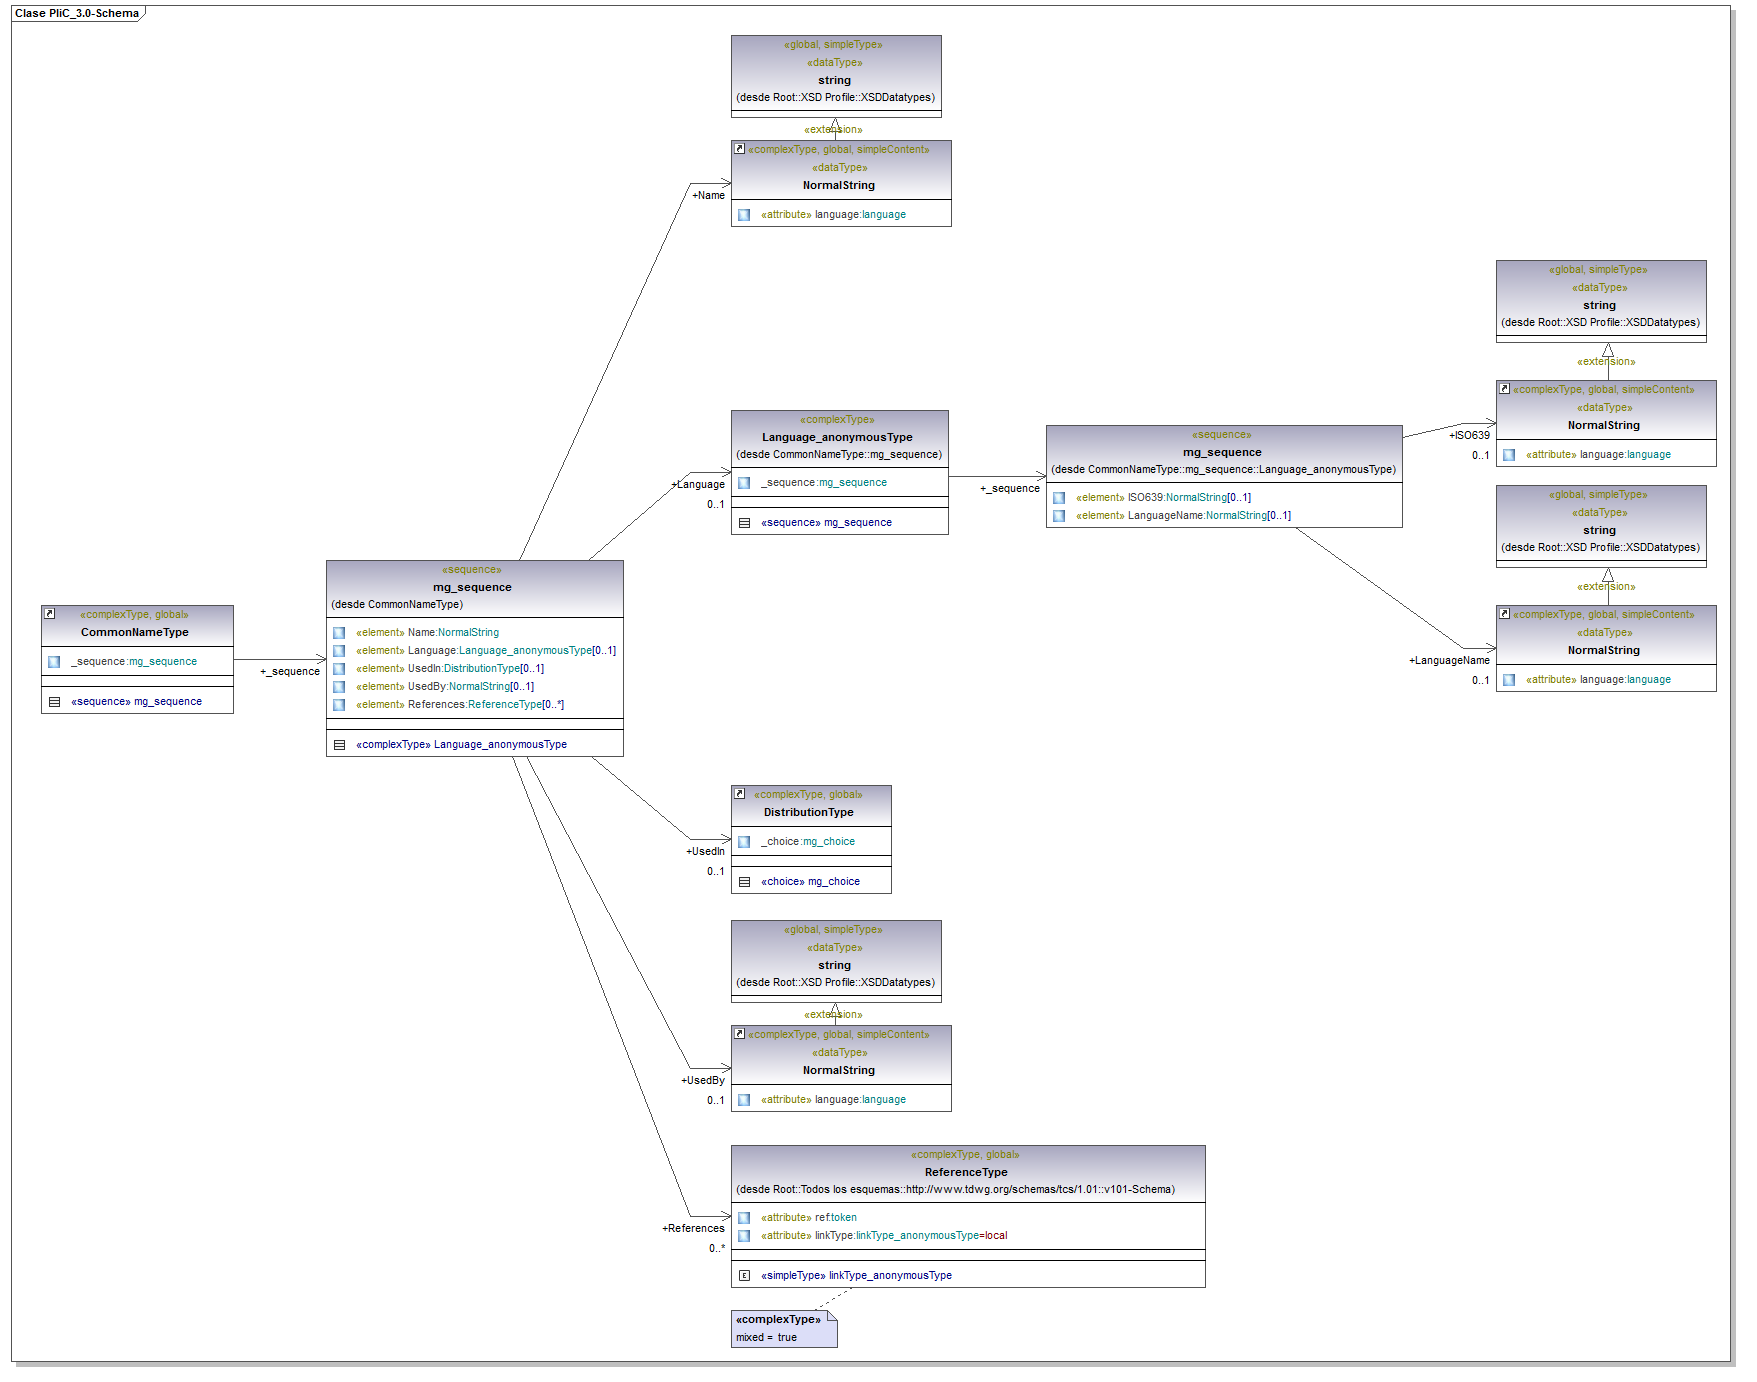 Clase PliC_3.0-Schema
«global, simpleType»
«dataType»
string
(desde Root::XSD Profile::XSDDatatypes)
«extension»
«complexType, global, simpleContent»
«dataType»
NormalString
«attribute» language:language
+Name
«global, simpleType»
«dataType»
string
(desde Root::XSD Profile::XSDDatatypes)
«extension»
«complexType, global, simpleContent»
«dataType»
NormalString
«attribute» language:language
+ISO639
0..1
«complexType»
Language_anonymousType
(desde CommonNameType::mg_sequence)
_sequence:mg_sequence
«sequence» mg_sequence
+Language
0..1
«sequence»
mg_sequence
(desde CommonNameType::mg_sequence::Language_anonymousType)
«element» ISO639:NormalString[0..1]
«element» LanguageName:NormalString[0..1]
+_sequence
«global, simpleType»
«dataType»
string
(desde Root::XSD Profile::XSDDatatypes)
«extension»
«complexType, global, simpleContent»
«dataType»
NormalString
«attribute» language:language
+LanguageName
0..1
«complexType, global»
CommonNameType
_sequence:mg_sequence
«sequence» mg_sequence
+_sequence
«sequence»
mg_sequence
(desde CommonNameType)
«element» Name:NormalString
«element» Language:Language_anonymousType[0..1]
«element» UsedIn:DistributionType[0..1]
«element» UsedBy:NormalString[0..1]
«element» References:ReferenceType[0..*]
«complexType» Language_anonymousType
«complexType, global»
DistributionType
_choice:mg_choice
«choice» mg_choice
+UsedIn
0..1
«global, simpleType»
«dataType»
string
(desde Root::XSD Profile::XSDDatatypes)
«extension»
«complexType, global, simpleContent»
«dataType»
NormalString
«attribute» language:language
+UsedBy
0..1
«complexType, global»
ReferenceType
(desde Root::Todos los esquemas::http://www.tdwg.org/schemas/tcs/1.01::v101-Schema)
«attribute» ref:token
«attribute» linkType:linkType_anonymousType=local
«simpleType» linkType_anonymousType
+References
0..*
«complexType»
mixed = true